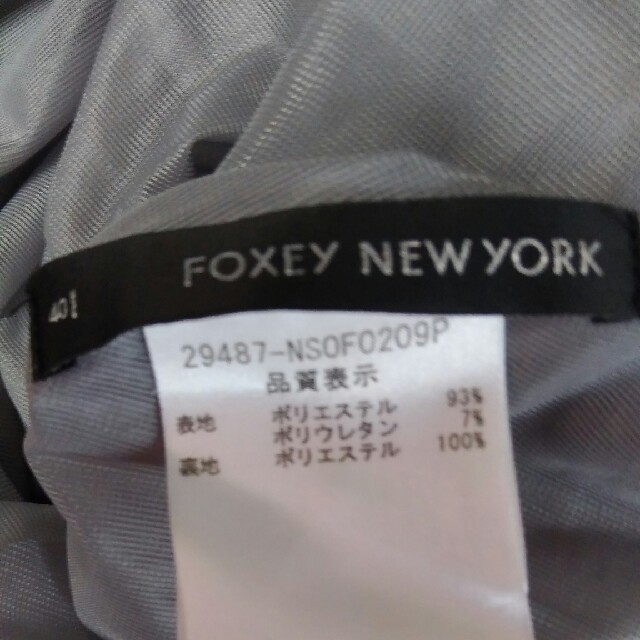 FOXEY NEW YORK
40
29487-NSOF0209P
品質表示
表地 ポリエステル 93%
ポリウレタン 7%
裏地 ポリエステル 100%